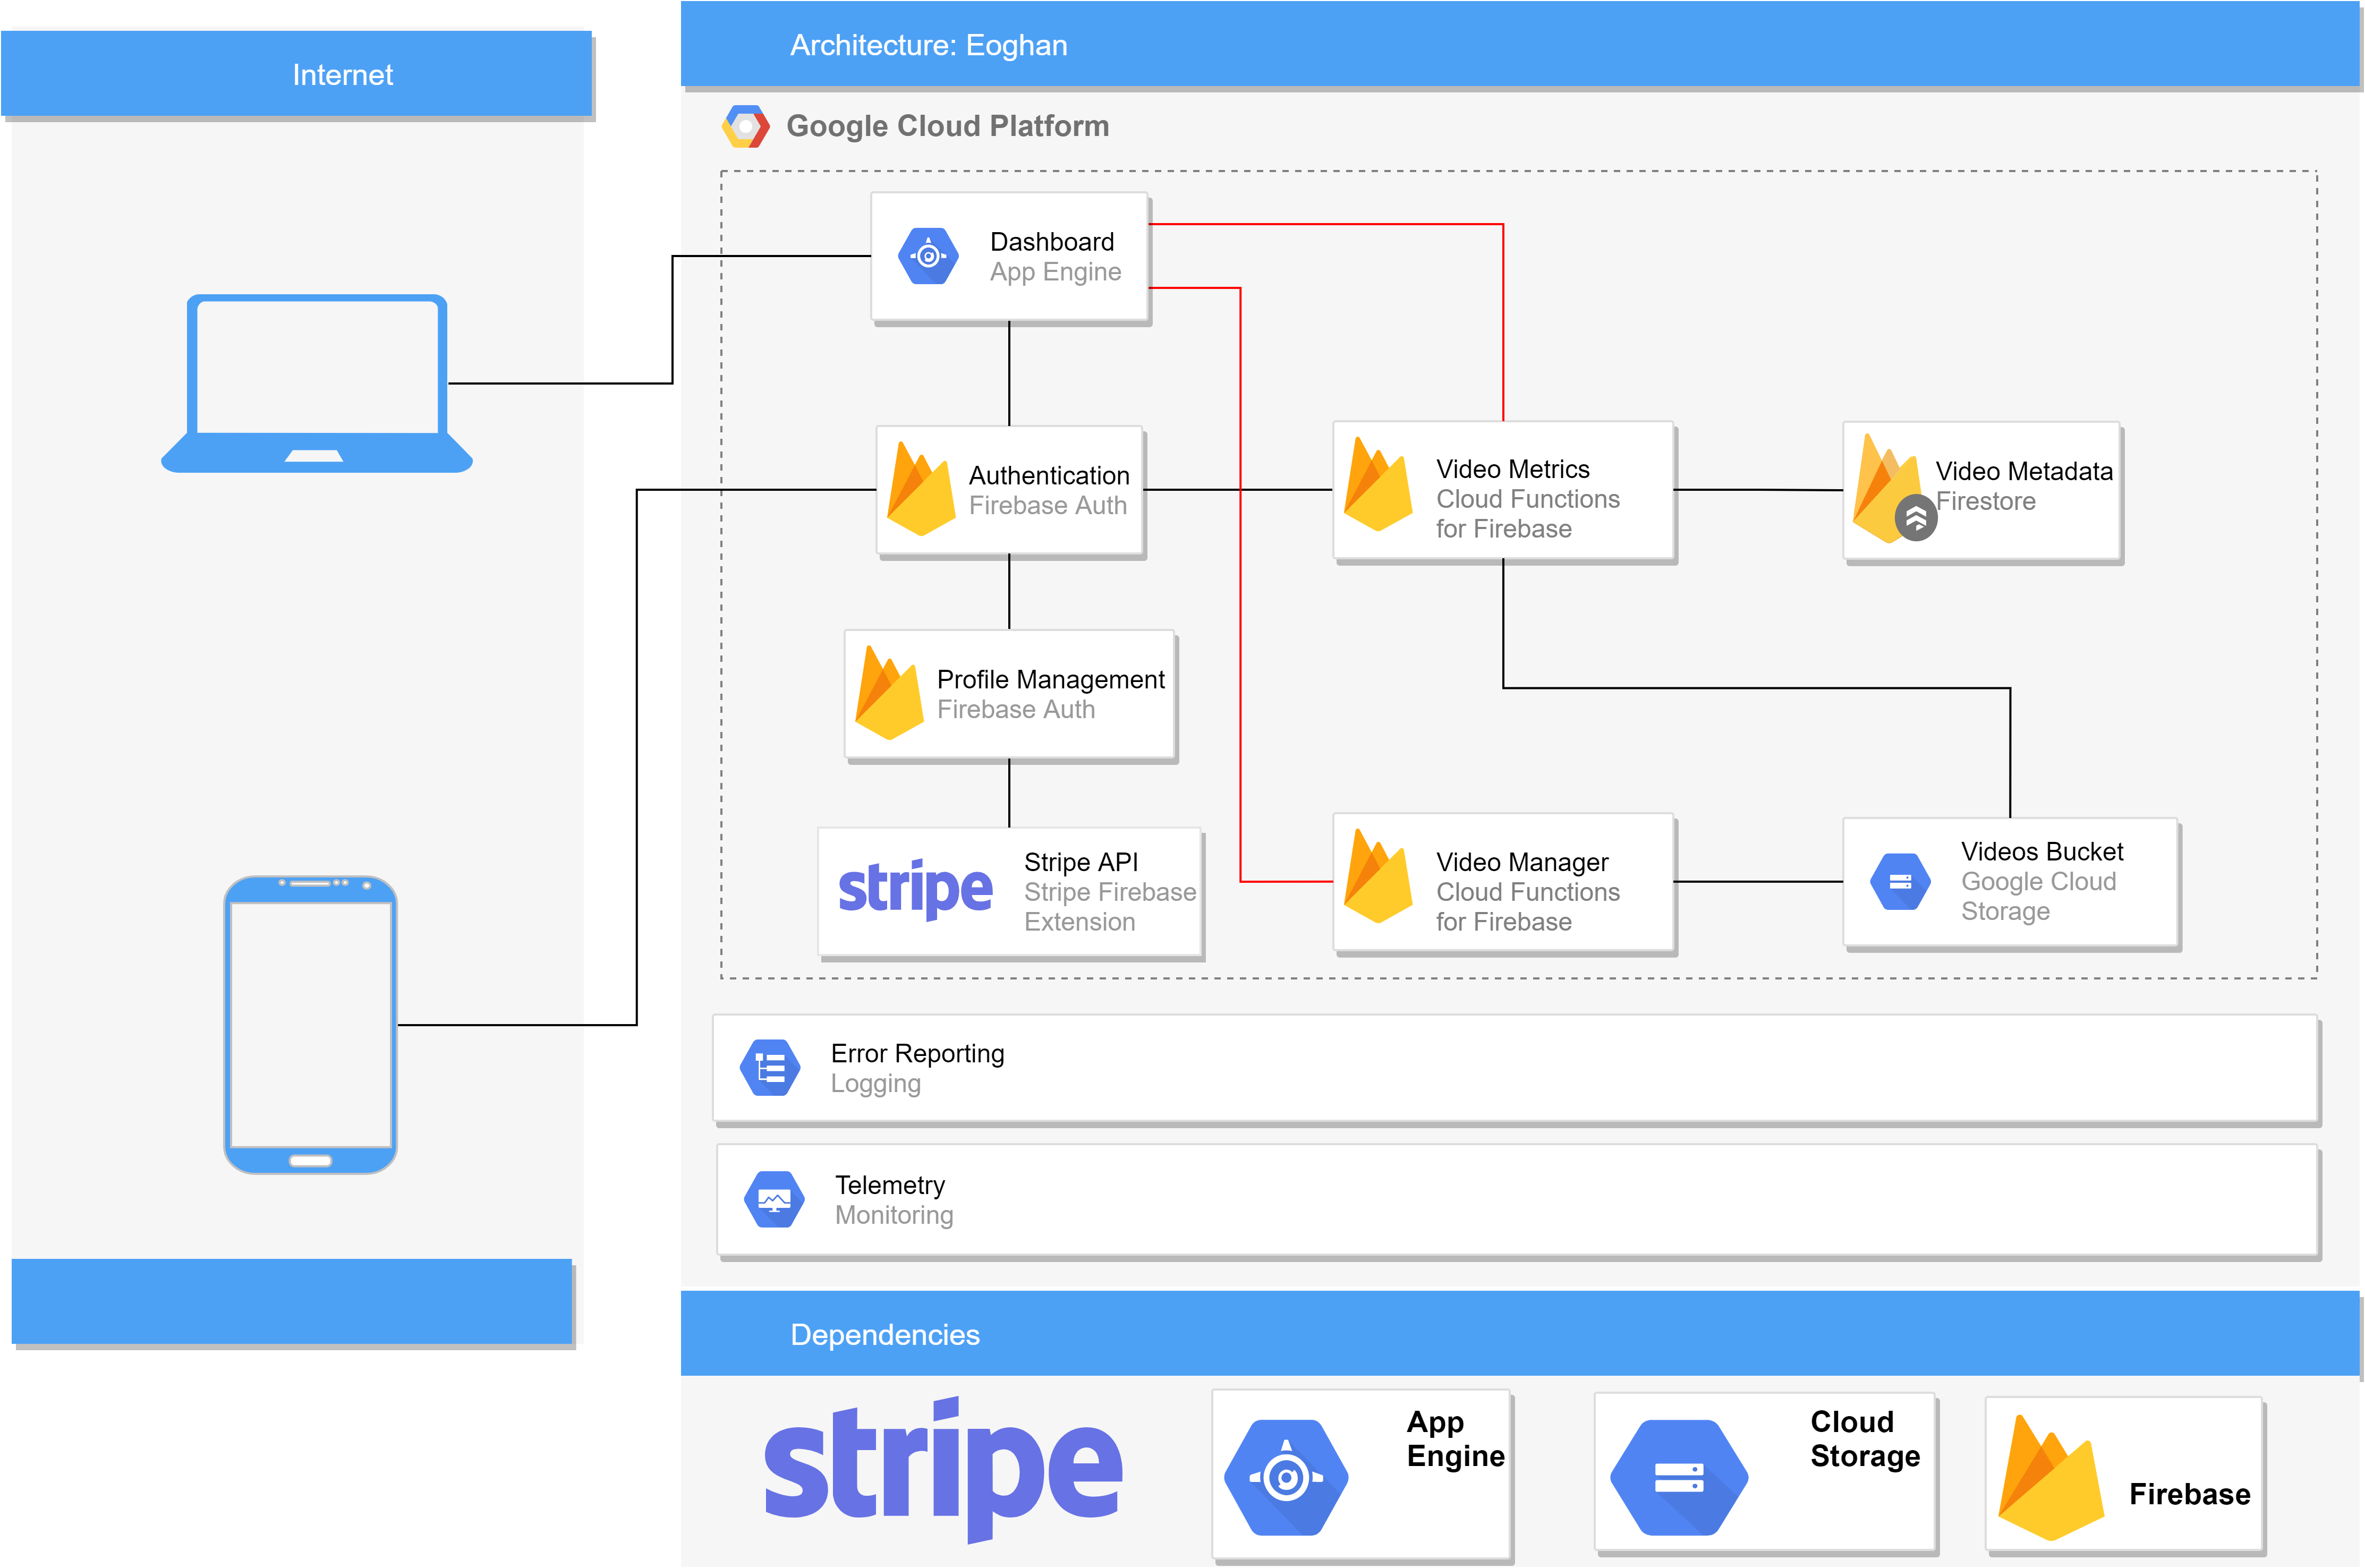 Internet
Architecture: Eoghan
Google Cloud Platform
Dashboard
App Engine
Authentication
Firebase Auth
Video Metrics
Cloud Functions
for Firebase
Video Metadata
Firestore
Profile Management
Firebase Auth
stripe
Stripe API
Stripe Firebase
Extension
Video Manager
Cloud Functions
for Firebase
Videos Bucket
Google Cloud
Storage
Error Reporting
Logging
Telemetry
Monitoring
Dependencies
stripe
App
Engine
Cloud
Storage
Firebase